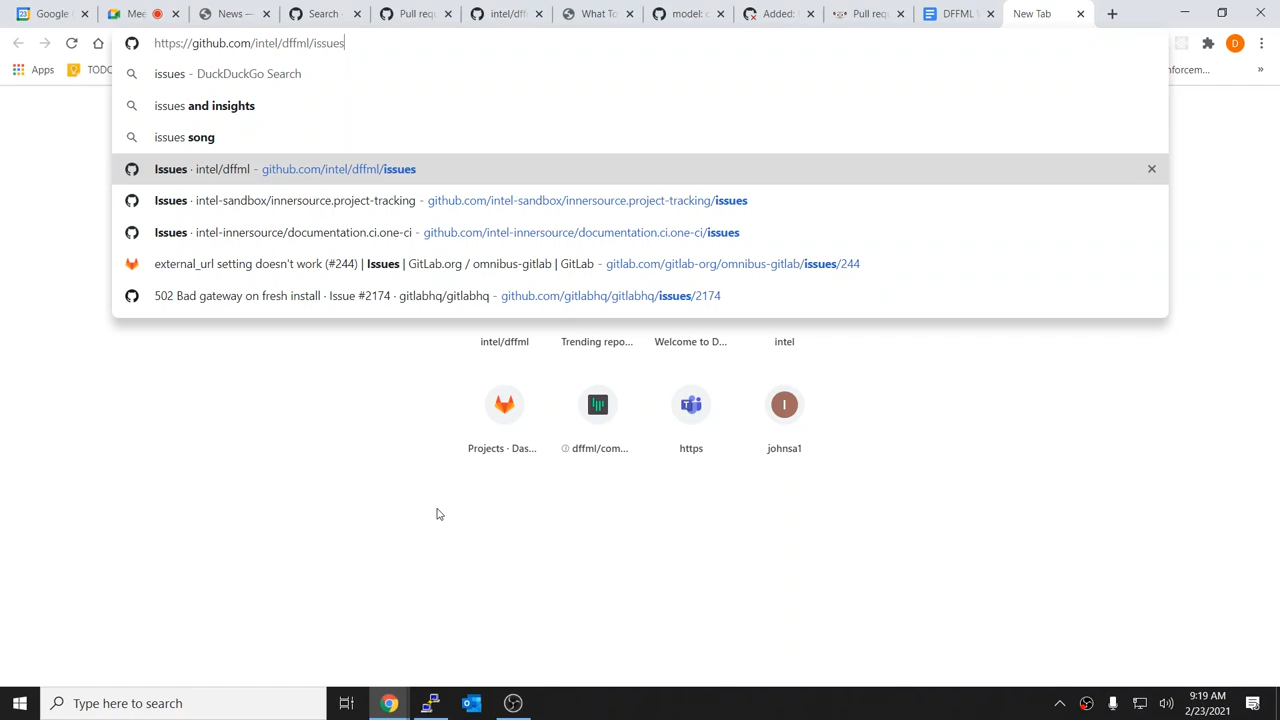 Google (
Mee
News —
Search ·
Pull requ
intel/dff
What To
model: c
Added:
Pull requ
DFFML W
New Tab
https://github.com/intel/dffml/issues
Apps
TODO
nforcem...
»
issues - DuckDuckGo Search
issues and insights
issues song
Issues · intel/dffml - github.com/intel/dffml/issues
Issues · intel-sandbox/innersource.project-tracking - github.com/intel-sandbox/innersource.project-tracking/issues
Issues · intel-innersource/documentation.ci.one-ci - github.com/intel-innersource/documentation.ci.one-ci/issues
external_url setting doesn't work (#244) | Issues | GitLab.org / omnibus-gitlab | GitLab - gitlab.com/gitlab-org/omnibus-gitlab/issues/244
502 Bad gateway on fresh install · Issue #2174 · gitlabhq/gitlabhq - github.com/gitlabhq/gitlabhq/issues/2174
intel/dffml
Trending repo...
Welcome to D...
intel
Projects · Das...
dffml/com...
https
johnsa1
Type here to search
9:19 AM
2/23/2021